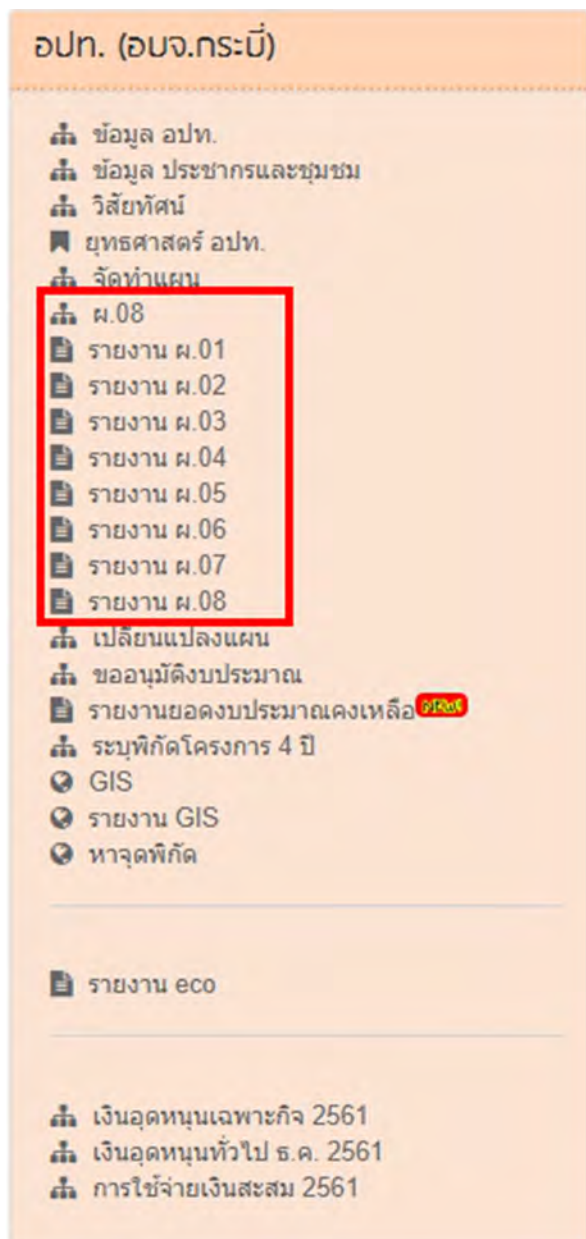 อปท. (อบจ.กระบี่)
ข้อมูล อปท.
ข้อมูล ประชากรและชุมชม
วิสัยทัศน์
ยุทธศาสตร์ อปท.
จัดทำแผน
ผ.08
รายงาน ผ.01
รายงาน ผ.02
รายงาน ผ.03
รายงาน ผ.04
รายงาน ผ.05
รายงาน ผ.06
รายงาน ผ.07
รายงาน ผ.08
เปลี่ยนแปลงแผน
ขออนุมัติงบประมาณ
รายงานยอดงบประมาณคงเหลือ NEW!
ระบุพิกัดโครงการ 4 ปี
GIS
รายงาน GIS
หาจุดพิกัด
รายงาน eco
เงินอุดหนุนเฉพาะกิจ 2561
เงินอุดหนุนทั่วไป ธ.ค. 2561
การใช้จ่ายเงินสะสม 2561